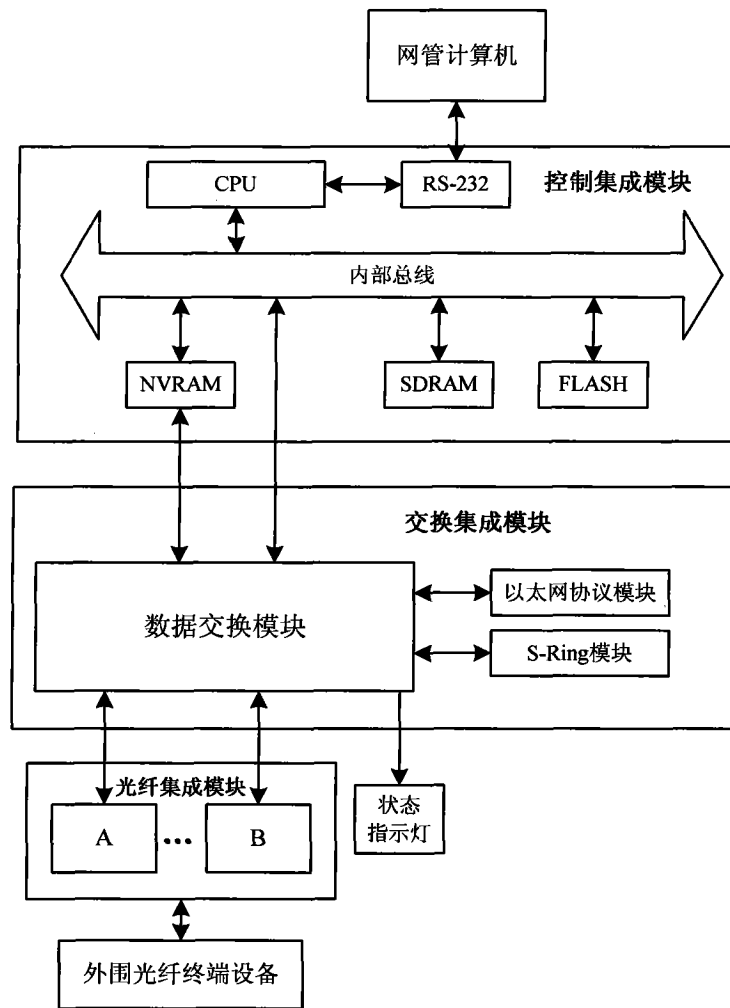 网管计算机
CPU
RS-232
控制集成模块
内部总线
NVRAM
SDRAM
FLASH
交换集成模块
数据交换模块
以太网协议模块
S-Ring模块
光纤集成模块
A
...
B
状态
指示灯
外围光纤终端设备